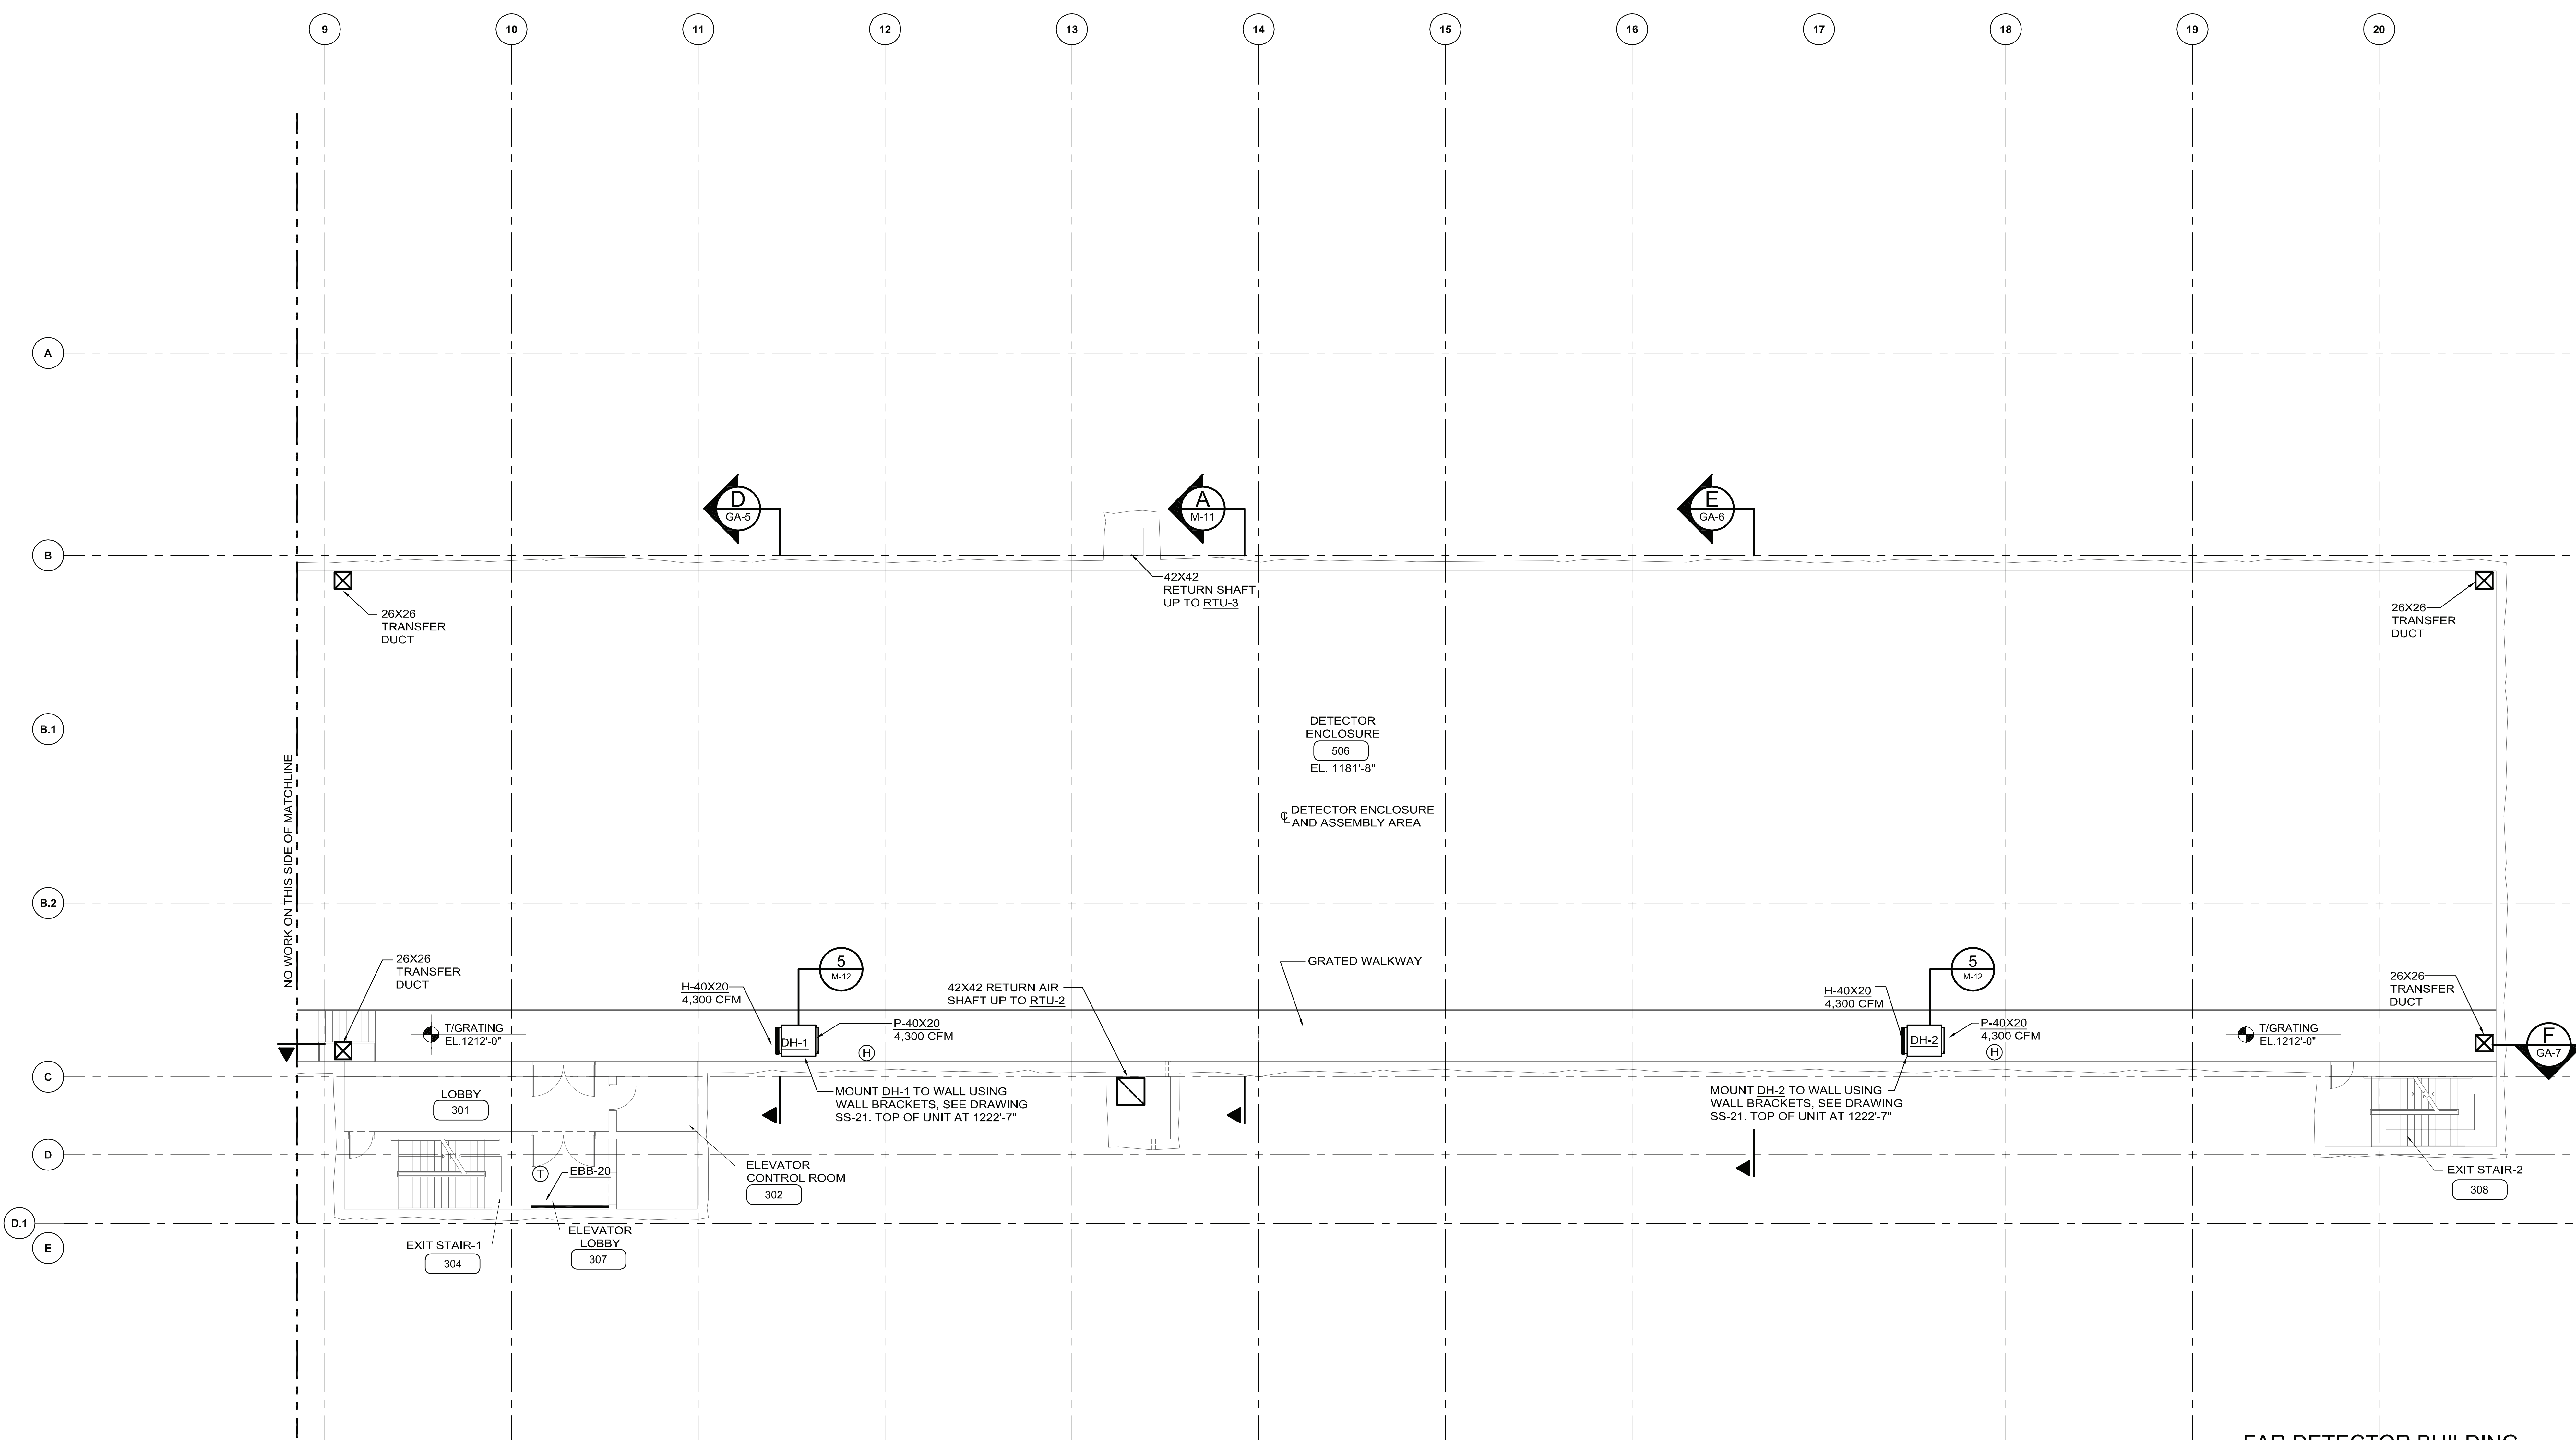 9 10 11 12 13 14 15 16 17 18 19 20
A
D
GA-5
A
M-11
E
GA-6
B
42X42
RETURN SHAFT
UP TO RTU-3
26X26
TRANSFER
DUCT
26X26
TRANSFER
DUCT
B.1
DETECTOR
ENCLOSURE
506
EL. 1181'-8"
NO WORK ON THIS SIDE OF MATCHLINE
℄ DETECTOR ENCLOSURE
AND ASSEMBLY AREA
B.2
26X26
TRANSFER
DUCT
5
M-12
GRATED WALKWAY
5
M-12
H-40X20
4,300 CFM
42X42 RETURN AIR
SHAFT UP TO RTU-2
H-40X20
4,300 CFM
26X26
TRANSFER
DUCT
T/GRATING
EL.1212'-0"
DH-1
P-40X20
4,300 CFM
H
DH-2
P-40X20
4,300 CFM
H
T/GRATING
EL.1212'-0"
F
GA-7
C
LOBBY
301
MOUNT DH-1 TO WALL USING
WALL BRACKETS, SEE DRAWING
SS-21. TOP OF UNIT AT 1222'-7"
MOUNT DH-2 TO WALL USING
WALL BRACKETS, SEE DRAWING
SS-21. TOP OF UNIT AT 1222'-7"
D
T
EBB-20
ELEVATOR
CONTROL ROOM
302
EXIT STAIR-2
308
D.1
E
EXIT STAIR-1
304
ELEVATOR
LOBBY
307
FAR DETECTOR BUILDING